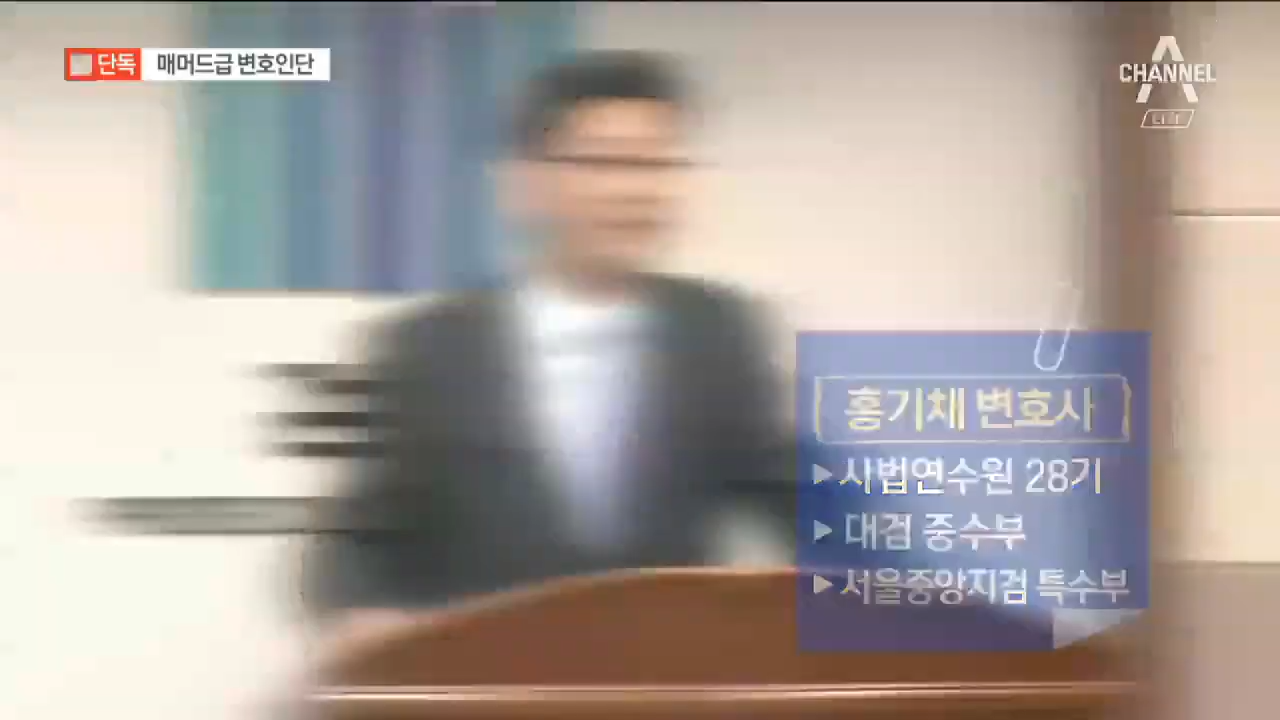 단독 매머드급 변호인단
CHANNEL A
LIVE
홍기채 변호사
▶사법연수원 28기
▶대검 중수부
▶서울중앙지검 특수부